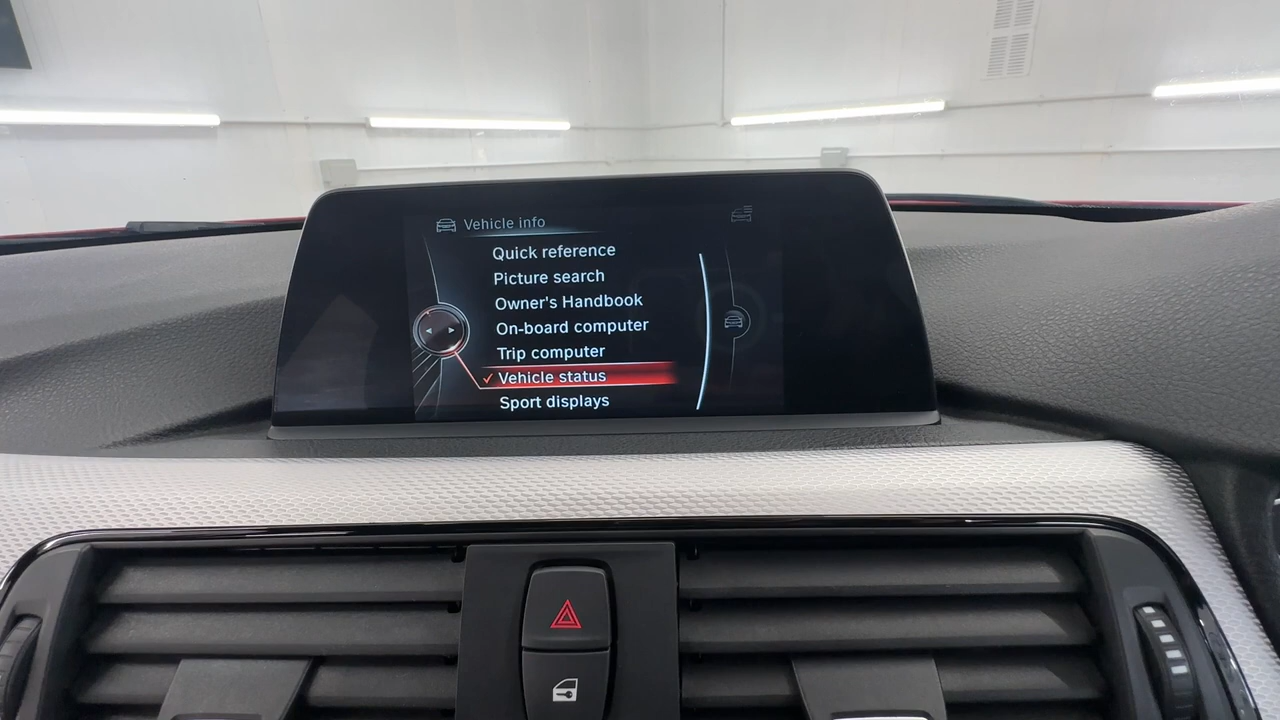 Vehicle info
Quick reference
Picture search
Owner's Handbook
On-board computer
Trip computer
Vehicle status
Sport displays